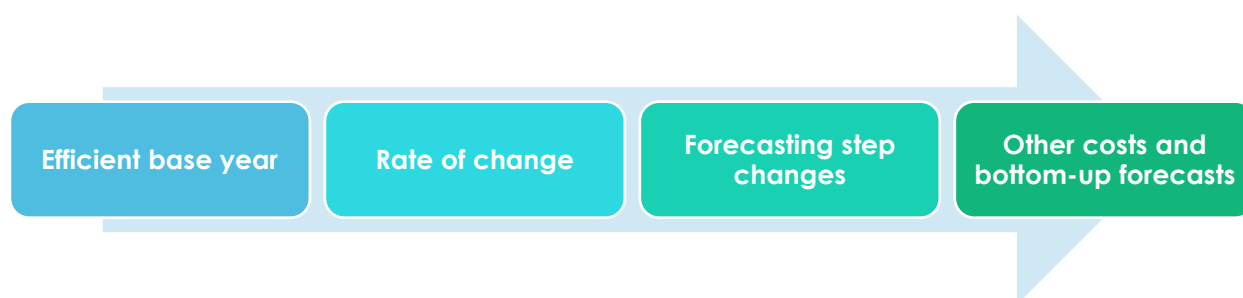 Efficient base year
Rate of change
Forecasting step
changes
Other costs and
bottom-up forecasts